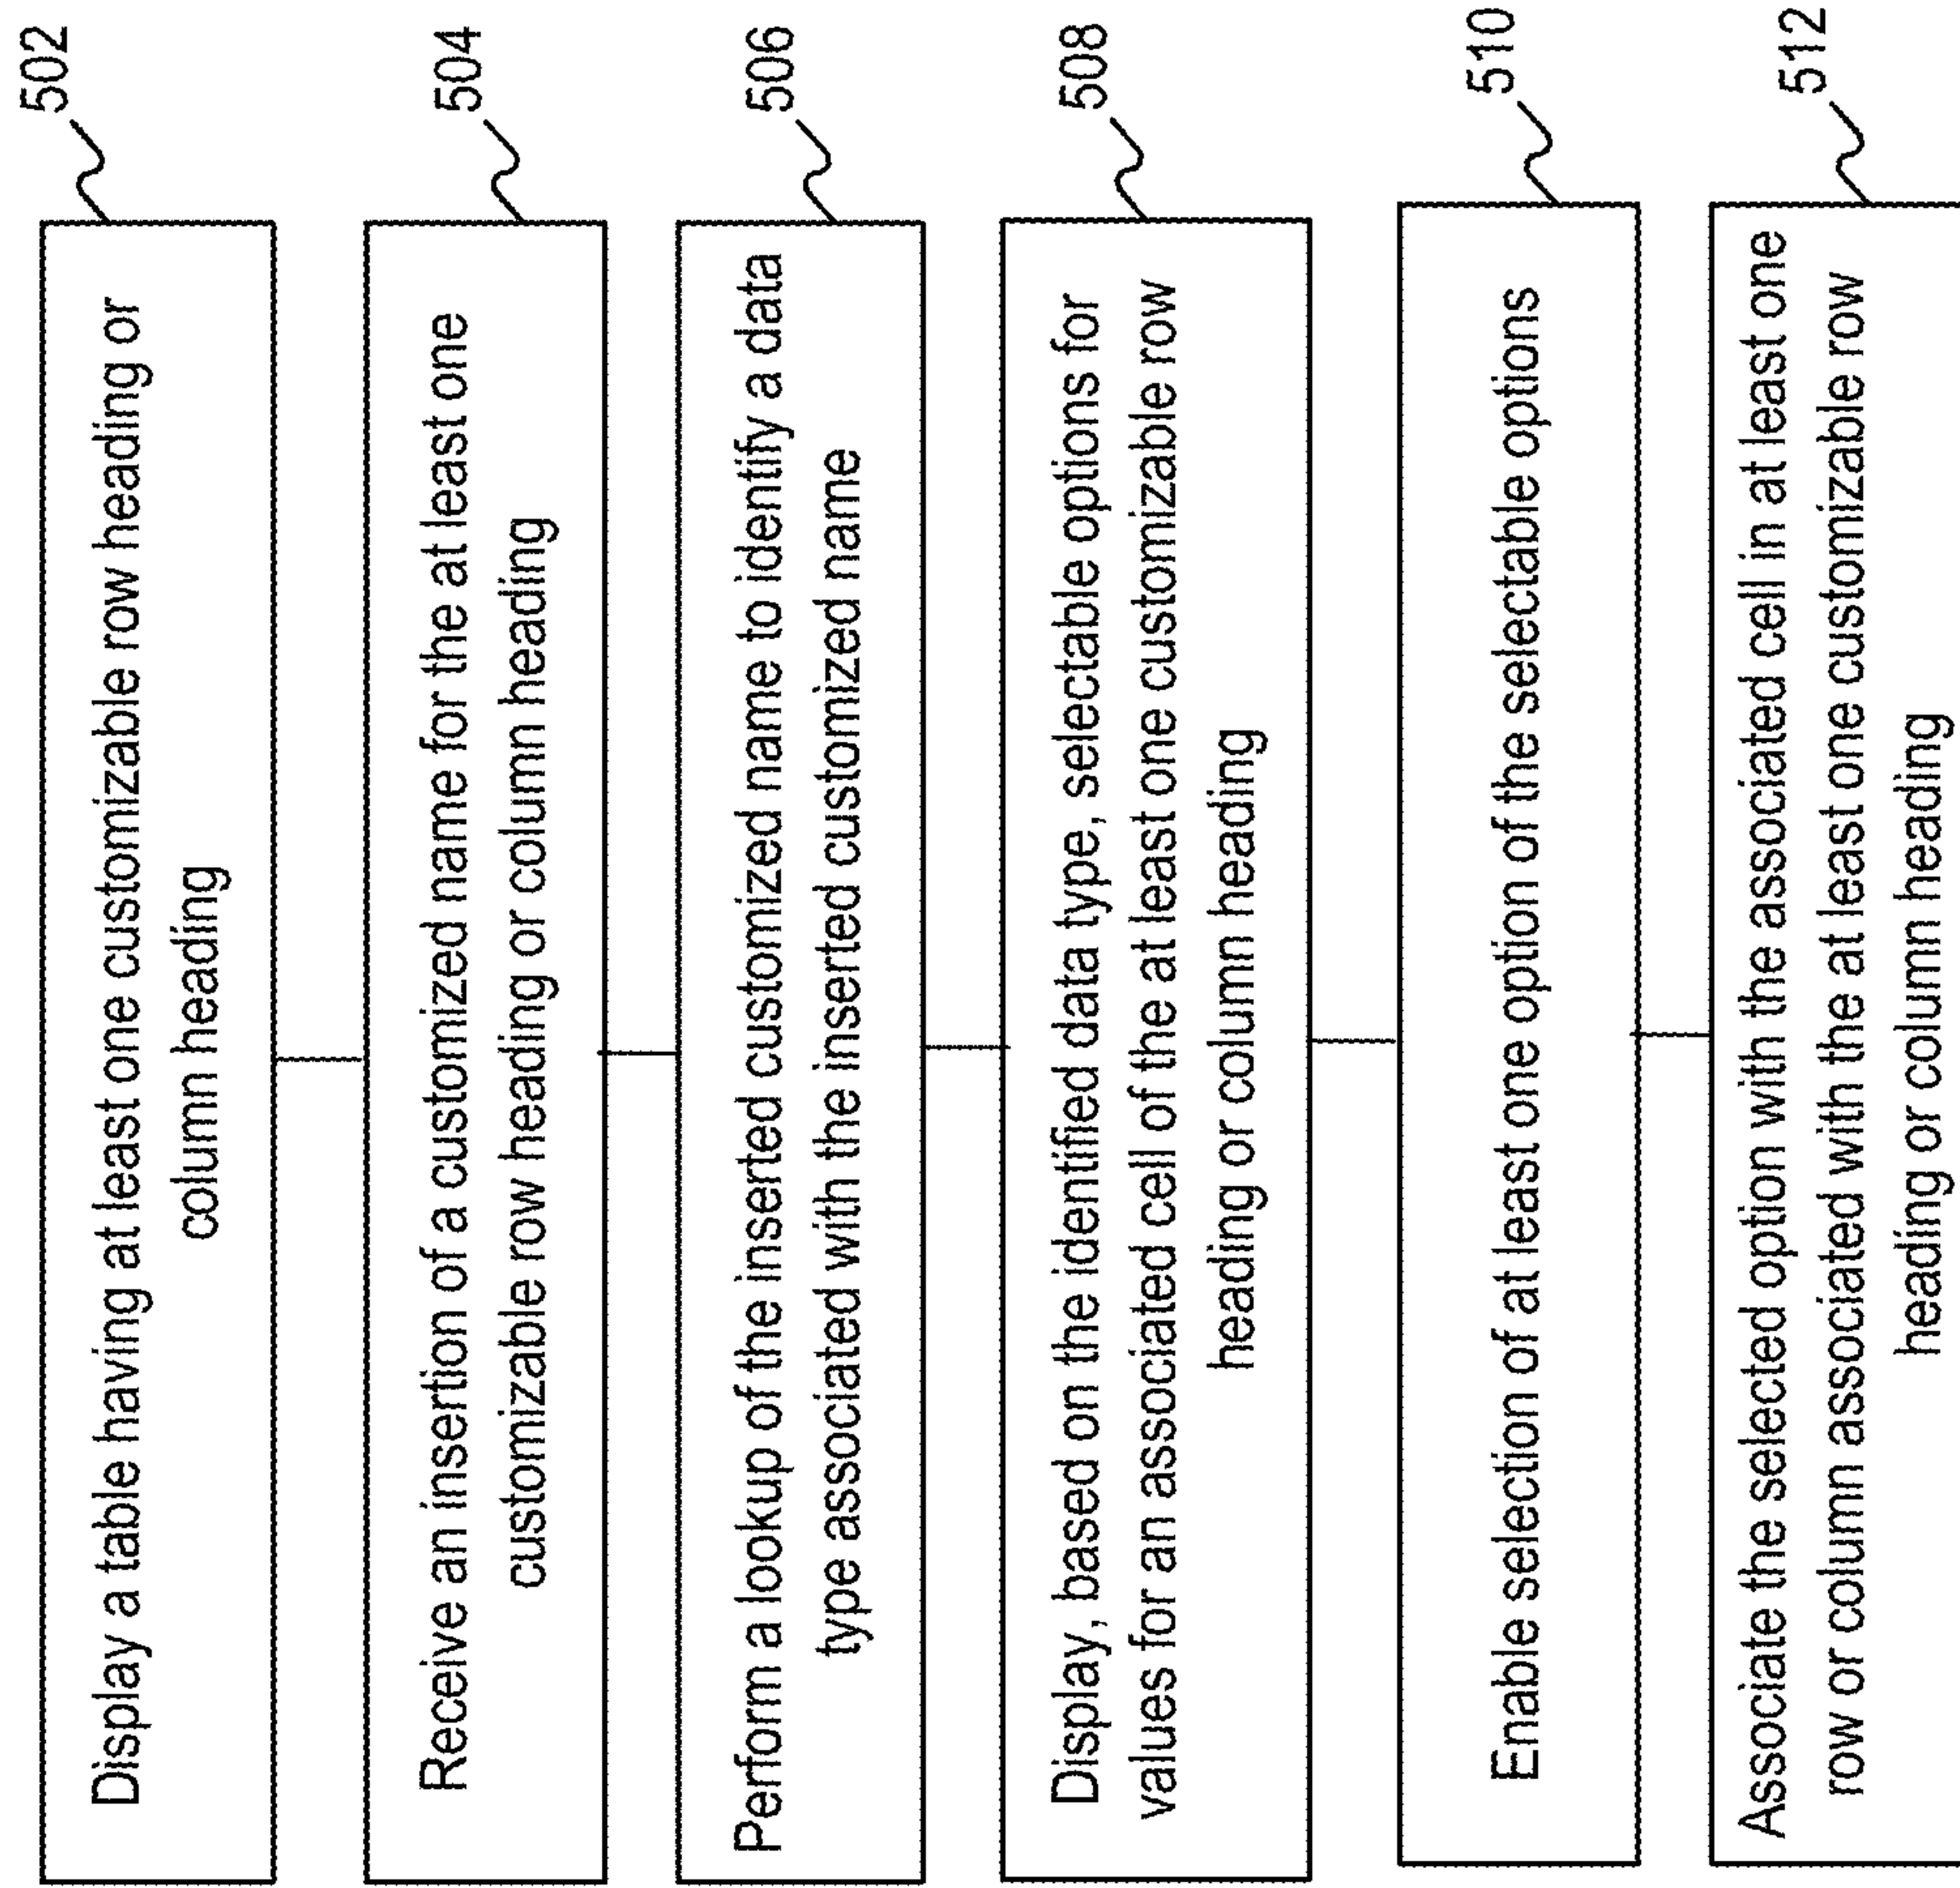 502
Display a table having at least one customizable row heading or
column heading
504
Receive an insertion of a customized name for the at least one
customizable row heading or column heading
506
Perform a lookup of the inserted customized name to identify a data
type associated with the inserted customized name
508
Display, based on the identified data type, selectable options for
values for an associated cell of the at least one customizable row
heading or column heading
510
Enable selection of at least one option of the selectable options
512
Associate the selected option with the associated cell in at least one
row or column associated with the at least one customizable row
heading or column heading